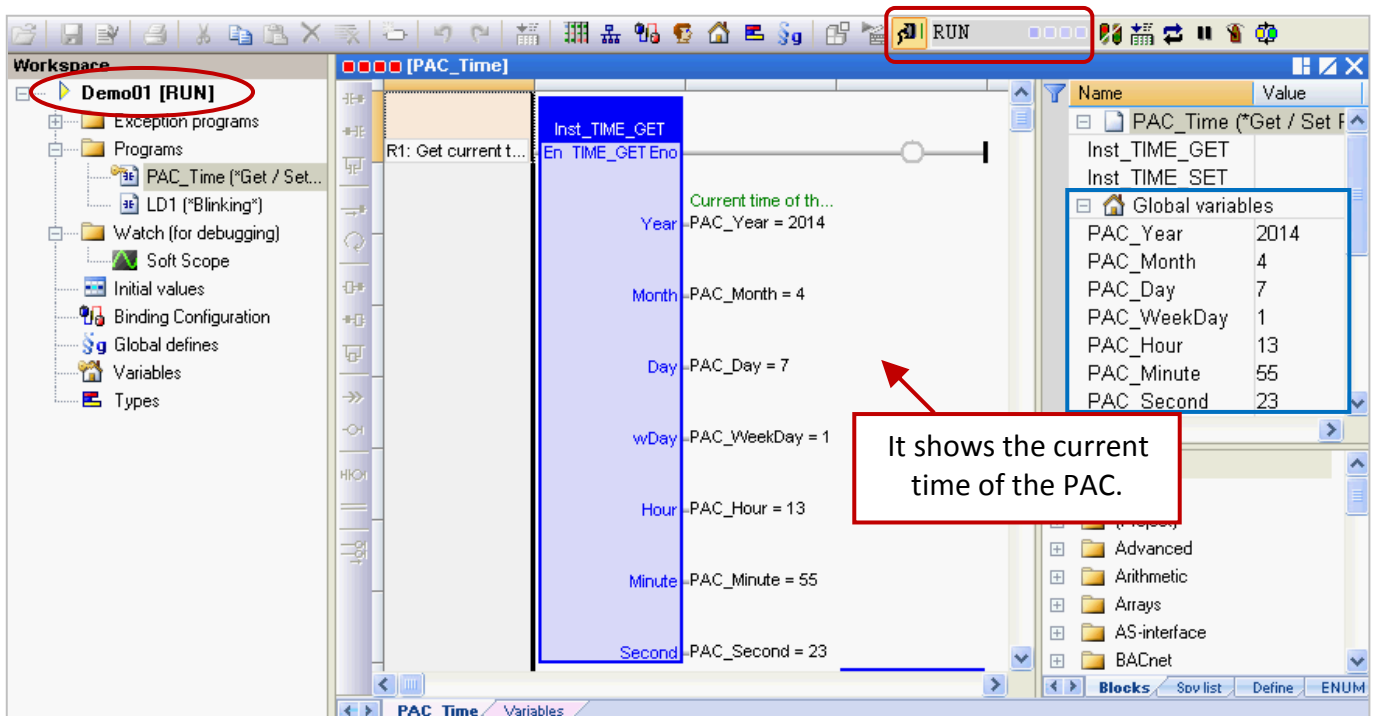 RUN
Workspace
Demo01 [RUN]
Exception programs
Programs
PAC_Time (*Get / Set...
LD1 (*Blinking*)
Watch (for debugging)
Soft Scope
Initial values
Binding Configuration
Global defines
Variables
Types
[PAC_Time]
R1: Get current t...
Inst_TIME_GET
En TIME_GET Eno
Current time of th...
Year PAC_Year = 2014
Month PAC_Month = 4
Day PAC_Day = 7
wDay PAC_WeekDay = 1
Hour PAC_Hour = 13
Minute PAC_Minute = 55
Second PAC_Second = 23
It shows the current
time of the PAC.
Name Value
PAC_Time (*Get / Set
Inst_TIME_GET
Inst_TIME_SET
Global variables
PAC_Year 2014
PAC_Month 4
PAC_Day 7
PAC_WeekDay 1
PAC_Hour 13
PAC_Minute 55
PAC_Second 23
Advanced
Arithmetic
Arrays
AS-interface
BACnet
Blocks Spy list Define ENUM
PAC_Time Variables